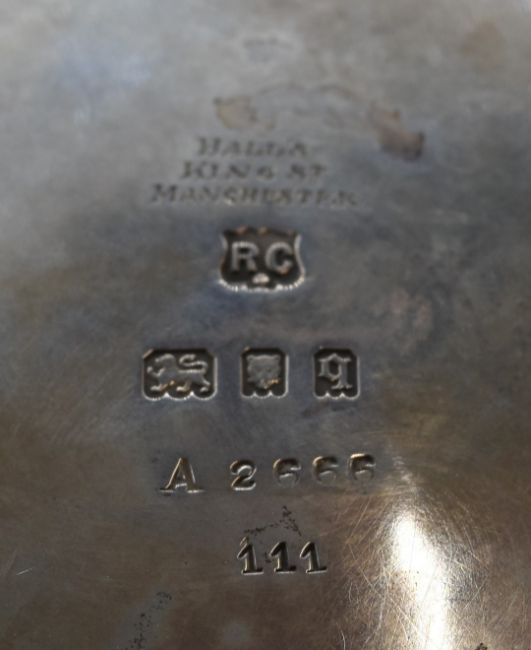 KING ST
MANCHESTER
RC
q
A 2666
111